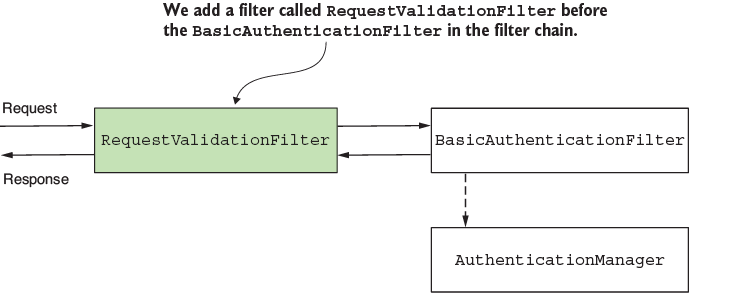 We add a filter called RequestValidationFilter before
the BasicAuthenticationFilter in the filter chain.
Request
RequestValidationFilter
BasicAuthenticationFilter
Response
AuthenticationManager